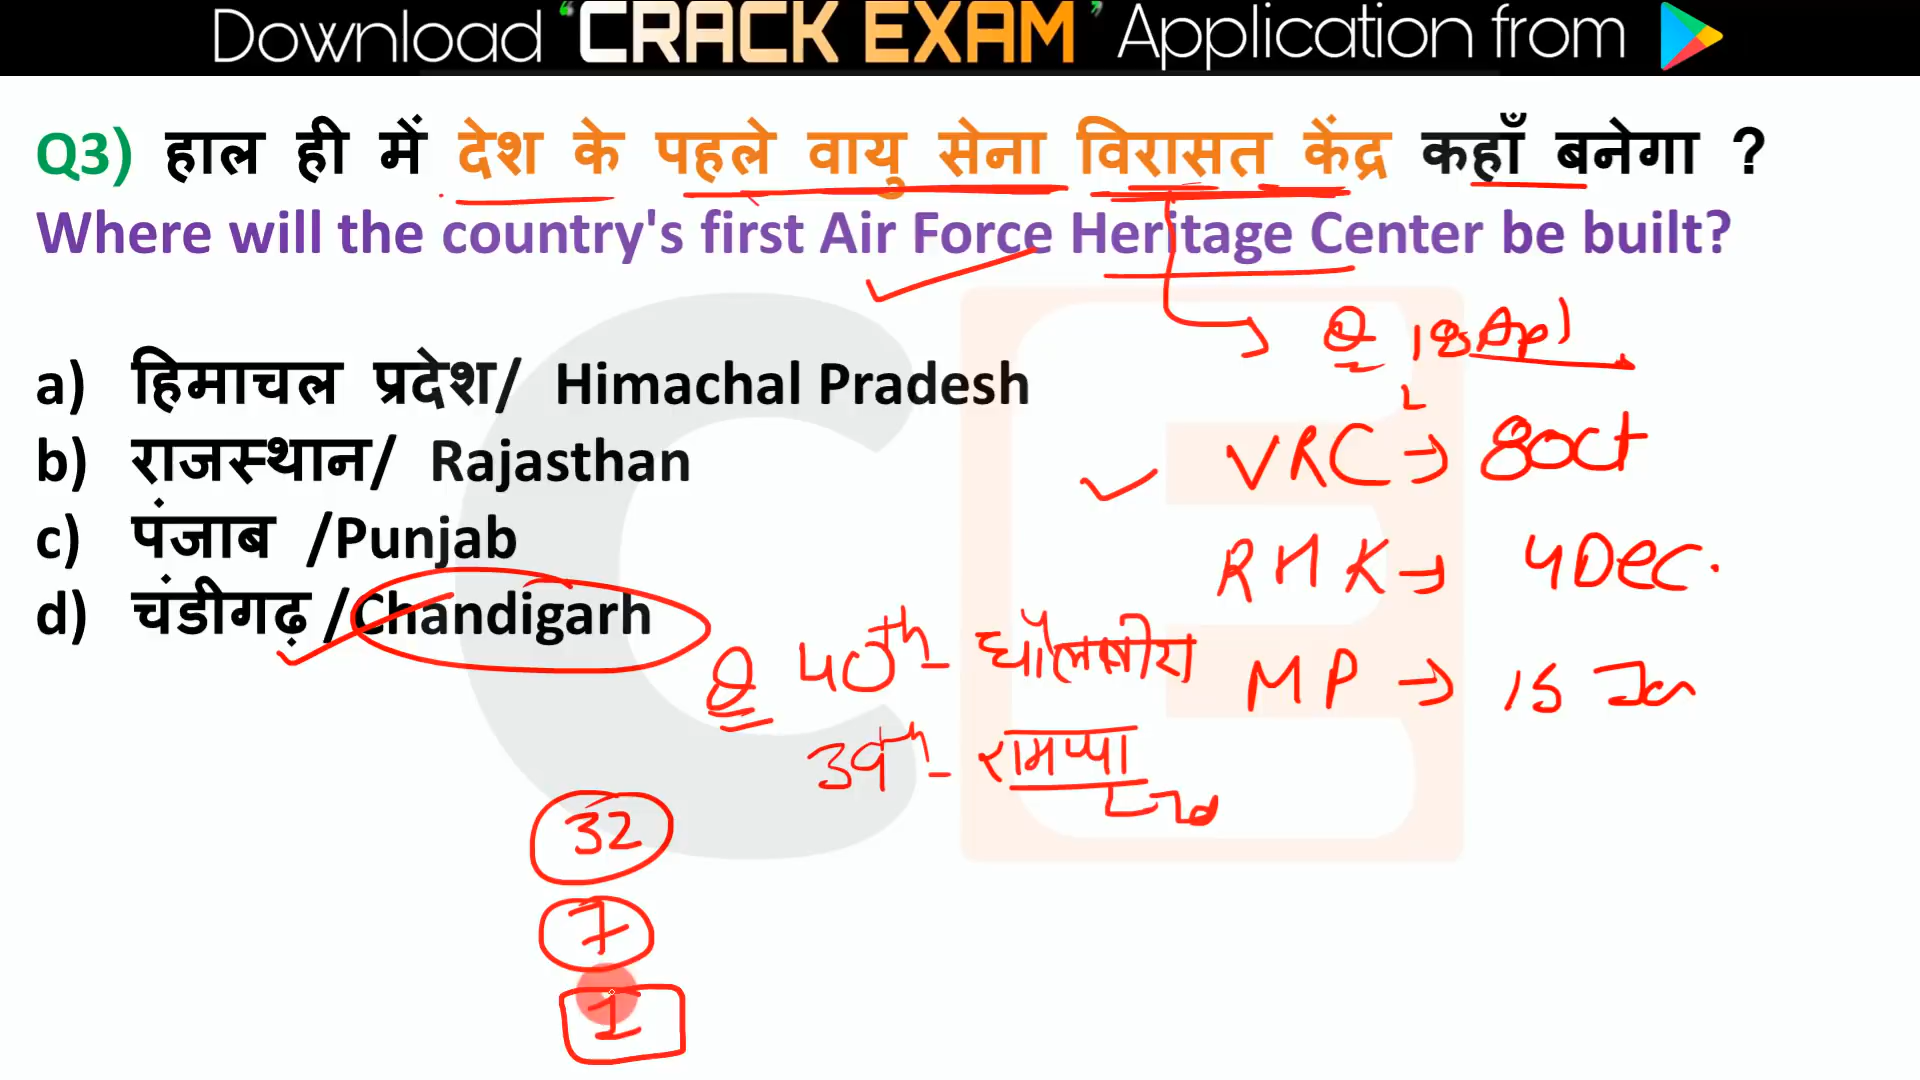 Download "CRACK EXAM" Application from
Q3) हाल ही में देश के पहले वायु सेना विरासत केंद्र कहाँ बनेगा ?
Where will the country's first Air Force Heritage Center be built?
a) हिमाचल प्रदेश/ Himachal Pradesh
b) राजस्थान/ Rajasthan
c) पंजाब /Punjab
d) चंडीगढ़ /Chandigarh
Q 18 Apl
VRC → 8 Oct
RHK → 4 Dec.
MP → 15 Jan
Q 40th - धौलावीरा
39th - रामप्पा
32
7
1